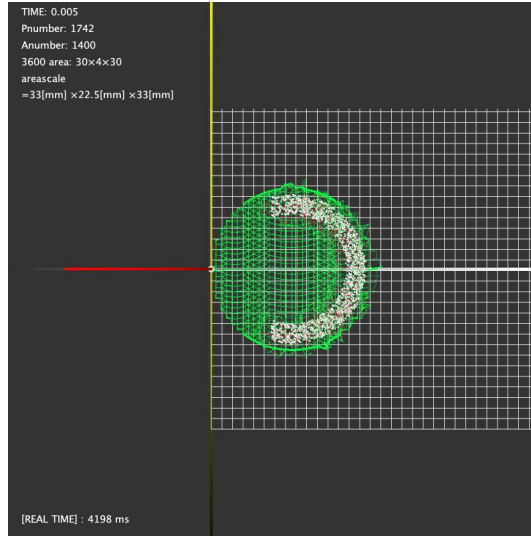 TIME: 0.005
Pnumber: 1742
Anumber: 1400
3600 area: 30×4×30
areascale
=33[mm] ×22.5[mm] ×33[mm]
[REAL TIME] : 4198 ms